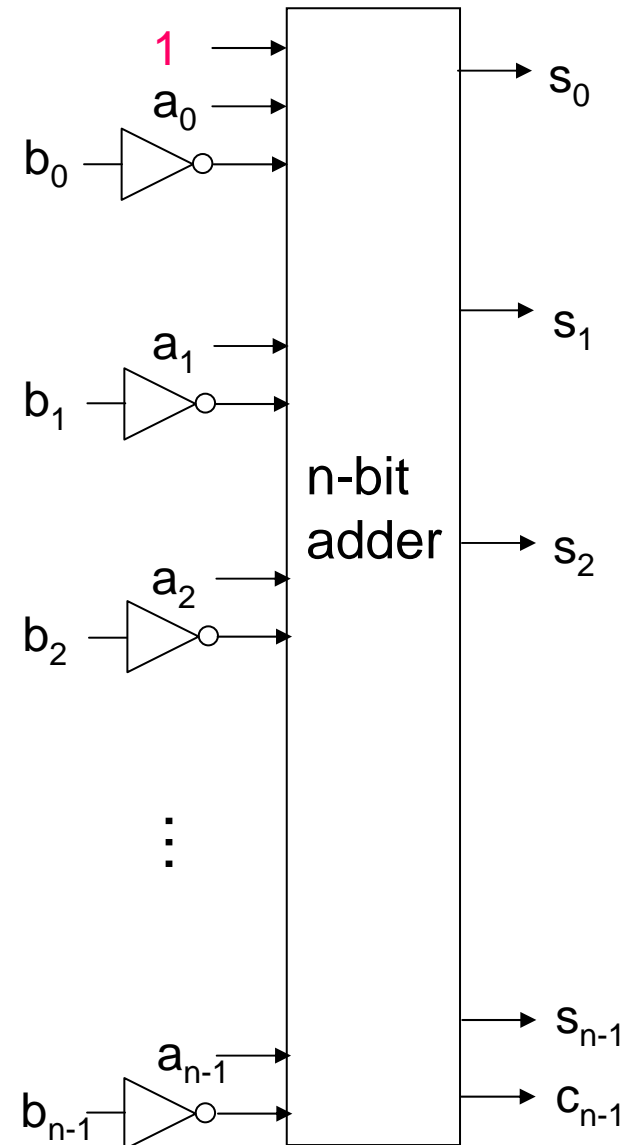 1
a₀
b₀
s₀
a₁
b₁
s₁
n-bit
adder
a₂
b₂
s₂
⋮
aₙ₋₁
bₙ₋₁
sₙ₋₁
cₙ₋₁